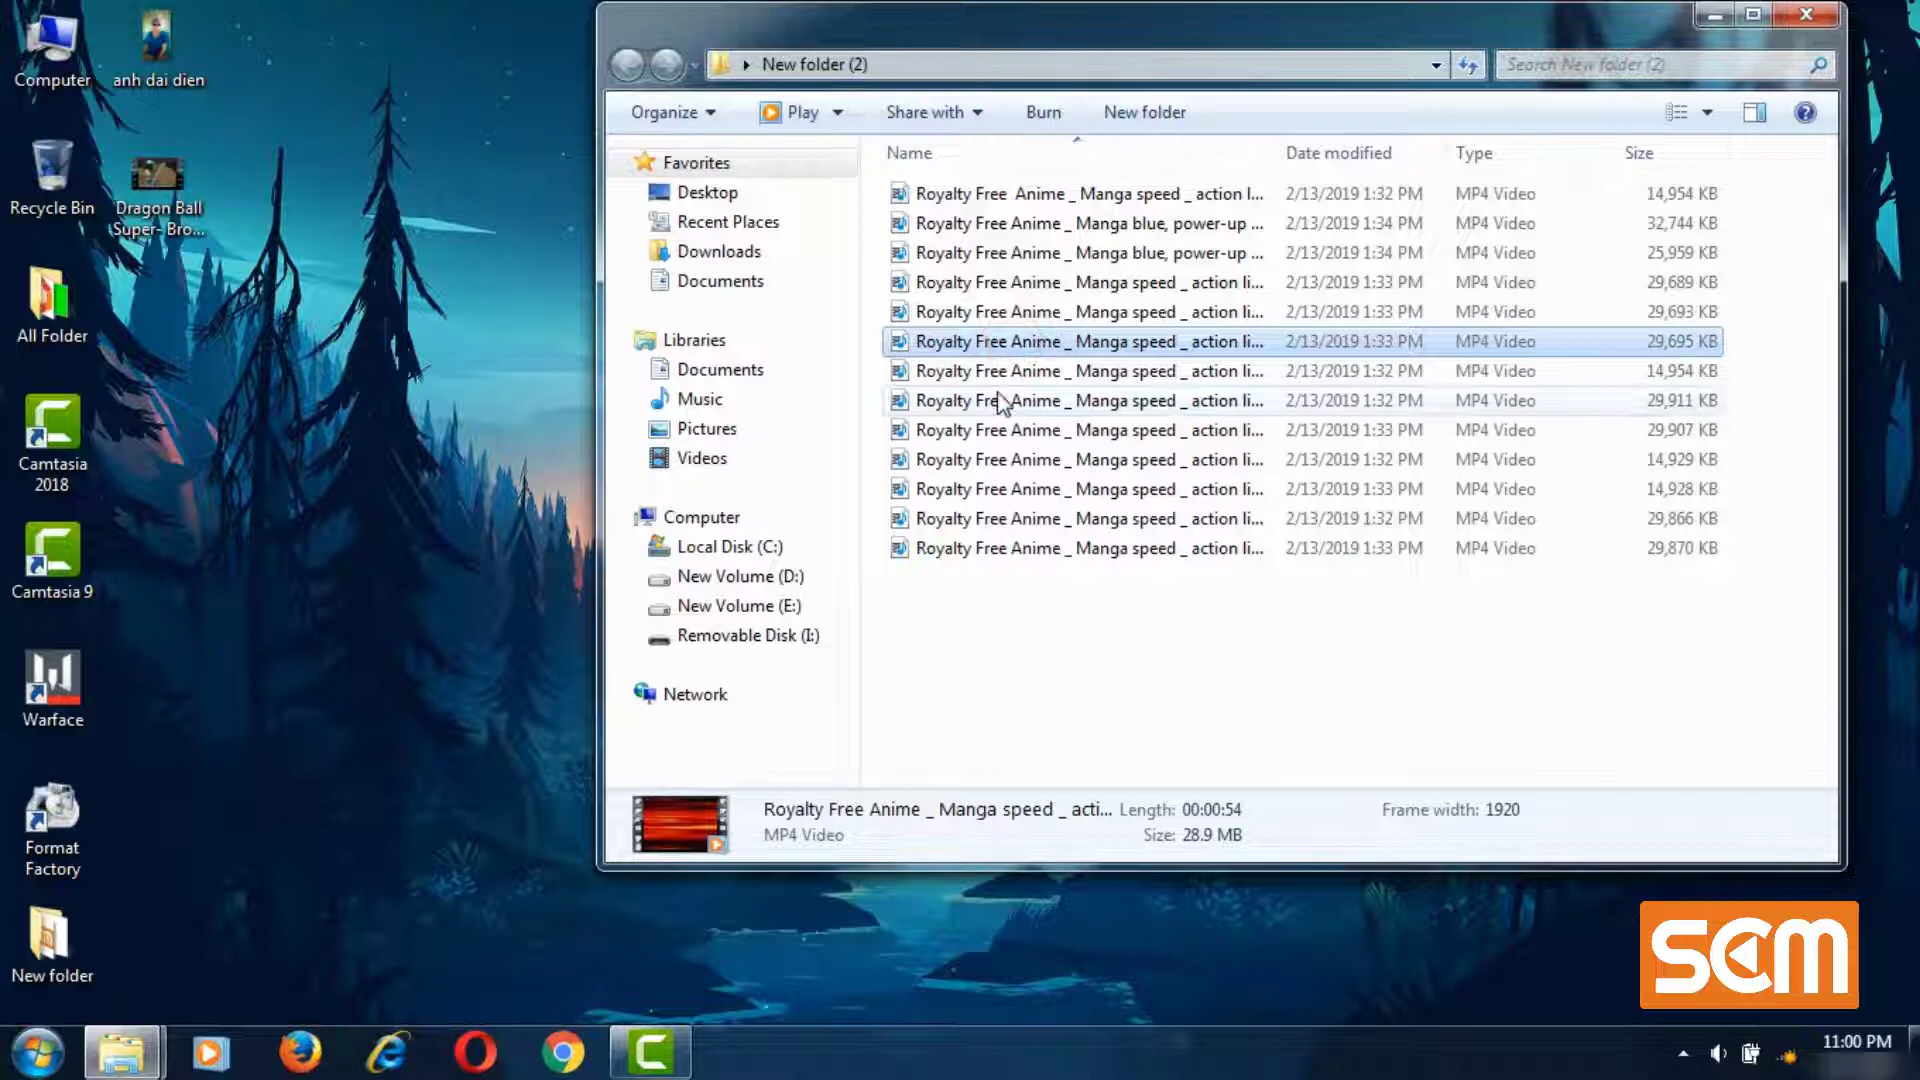 Computer
anh dai dien
Recycle Bin
Dragon Ball
Super- Bro...
All Folder
Camtasia
2018
Camtasia 9
Warface
Format
Factory
New folder
New folder (2)
Search New folder (2)
Organize
Play
Share with
Burn
New folder
Favorites
Desktop
Recent Places
Downloads
Documents
Libraries
Documents
Music
Pictures
Videos
Computer
Local Disk (C:)
New Volume (D:)
New Volume (E:)
Removable Disk (I:)
Network
Name Date modified Type Size
Royalty Free Anime _ Manga speed _ action l... 2/13/2019 1:32 PM MP4 Video 14,954 KB
Royalty Free Anime _ Manga blue, power-up ... 2/13/2019 1:34 PM MP4 Video 32,744 KB
Royalty Free Anime _ Manga blue, power-up ... 2/13/2019 1:34 PM MP4 Video 25,959 KB
Royalty Free Anime _ Manga speed _ action li... 2/13/2019 1:33 PM MP4 Video 29,689 KB
Royalty Free Anime _ Manga speed _ action li... 2/13/2019 1:33 PM MP4 Video 29,693 KB
Royalty Free Anime _ Manga speed _ action li... 2/13/2019 1:33 PM MP4 Video 29,695 KB
Royalty Free Anime _ Manga speed _ action li... 2/13/2019 1:32 PM MP4 Video 14,954 KB
Royalty Free Anime _ Manga speed _ action li... 2/13/2019 1:32 PM MP4 Video 29,911 KB
Royalty Free Anime _ Manga speed _ action li... 2/13/2019 1:33 PM MP4 Video 29,907 KB
Royalty Free Anime _ Manga speed _ action li... 2/13/2019 1:32 PM MP4 Video 14,929 KB
Royalty Free Anime _ Manga speed _ action li... 2/13/2019 1:33 PM MP4 Video 14,928 KB
Royalty Free Anime _ Manga speed _ action li... 2/13/2019 1:32 PM MP4 Video 29,866 KB
Royalty Free Anime _ Manga speed _ action li... 2/13/2019 1:33 PM MP4 Video 29,870 KB
Royalty Free Anime _ Manga speed _ acti... Length: 00:00:54 Frame width: 1920
MP4 Video Size: 28.9 MB
SCM
11:00 PM